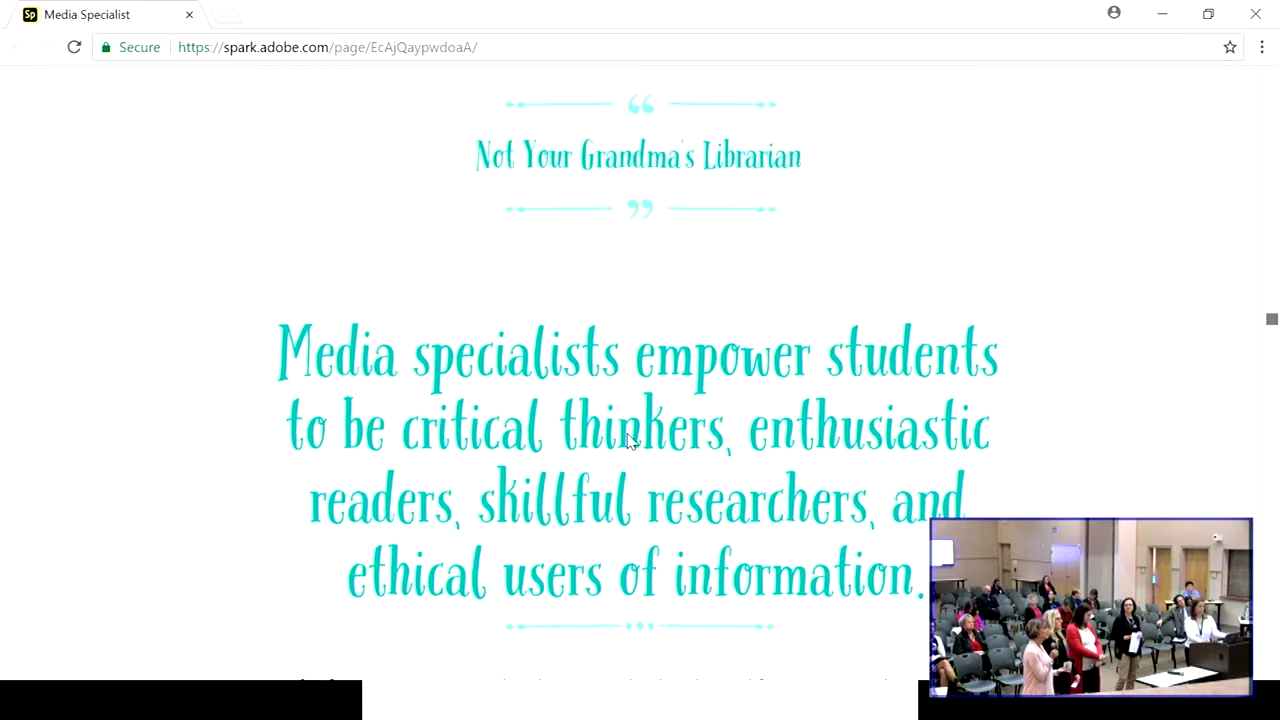 Media Specialist
Secure
https://spark.adobe.com/page/EcAjQaypwdoaA/
“
Not Your Grandma's Librarian
”
Media specialists empower students
to be critical thinkers, enthusiastic
readers, skillful researchers, and
ethical users of information.